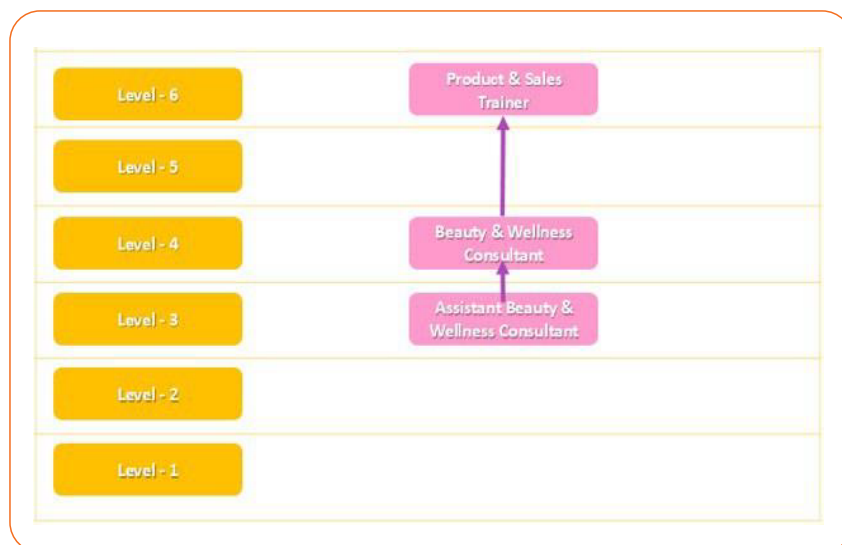 Level - 6
Product & Sales
Trainer
Level - 5
Level - 4
Beauty & Wellness
Consultant
Level - 3
Assistant Beauty &
Wellness Consultant
Level - 2
Level - 1